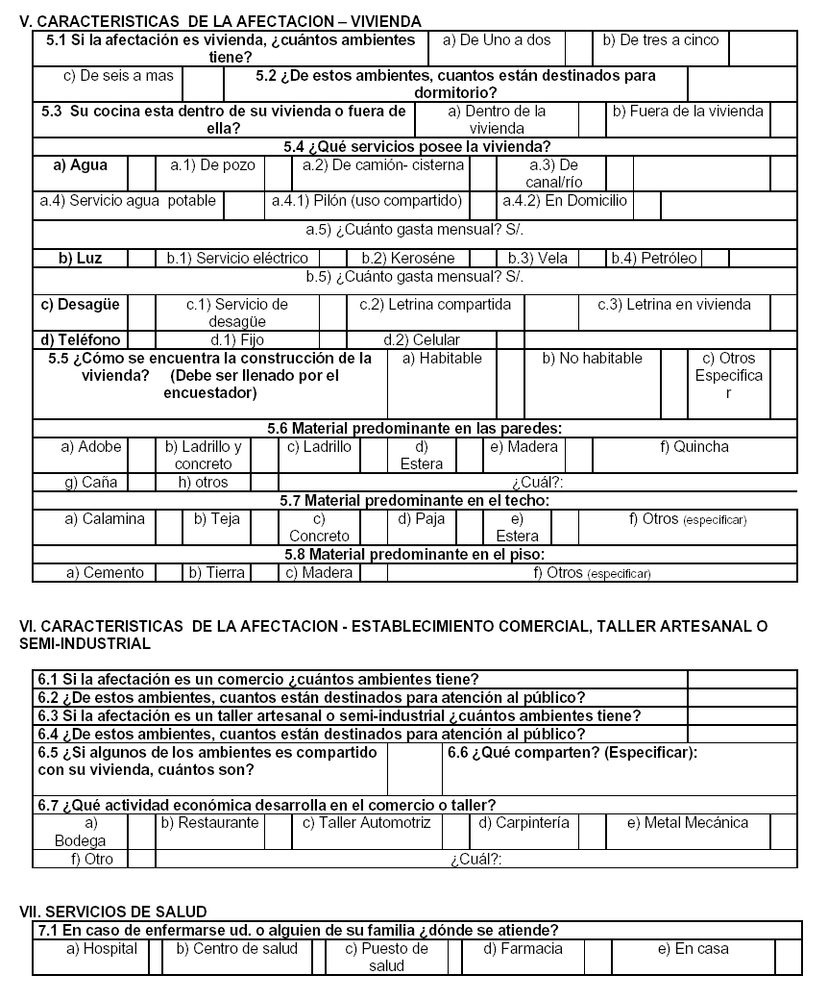 V. CARACTERISTICAS  DE LA AFECTACION – VIVIENDA
5.1 Si la afectación es vivienda, ¿cuántos ambientes tiene? a) De Uno a dos b) De tres a cinco
c) De seis a mas 5.2 ¿De estos ambientes, cuantos están destinados para dormitorio?
5.3  Su cocina esta dentro de su vivienda o fuera de ella? a) Dentro de la vivienda b) Fuera de la vivienda
5.4 ¿Qué servicios posee la vivienda?
a) Agua a.1) De pozo a.2) De camión- cisterna a.3) De canal/río
a.4) Servicio agua  potable a.4.1) Pilón (uso compartido) a.4.2) En Domicilio
a.5) ¿Cuánto gasta mensual? S/.
b) Luz b.1) Servicio eléctrico b.2) Keroséne b.3) Vela b.4) Petróleo
b.5) ¿Cuánto gasta mensual? S/.
c) Desagüe c.1) Servicio de desagüe c.2) Letrina compartida c.3) Letrina en vivienda
d) Teléfono d.1) Fijo d.2) Celular
5.5 ¿Cómo se encuentra la construcción de la vivienda?     (Debe ser llenado por el encuestador) a) Habitable b) No habitable c) Otros Especificar
5.6 Material predominante en las paredes:
a) Adobe b) Ladrillo y concreto c) Ladrillo d) Estera e) Madera f) Quincha
g) Caña h) otros ¿Cuál?:
5.7 Material predominante en el techo:
a) Calamina b) Teja c) Concreto d) Paja e) Estera f) Otros (especificar)
5.8 Material predominante en el piso:
a) Cemento b) Tierra c) Madera f) Otros (especificar)
VI. CARACTERISTICAS  DE LA AFECTACION - ESTABLECIMIENTO COMERCIAL, TALLER ARTESANAL O
SEMI-INDUSTRIAL
6.1 Si la afectación es un comercio ¿cuántos ambientes tiene?
6.2 ¿De estos ambientes, cuantos están destinados para atención al público?
6.3 Si la afectación es un taller artesanal o semi-industrial ¿cuántos ambientes tiene?
6.4 ¿De estos ambientes, cuantos están destinados para atención al público?
6.5 ¿Si algunos de los ambientes es compartido con su vivienda, cuántos son? 6.6 ¿Qué comparten? (Especificar):
6.7 ¿Qué actividad económica desarrolla en el comercio o taller?
a) Bodega b) Restaurante c) Taller Automotriz d) Carpintería e) Metal Mecánica
f) Otro ¿Cuál?:
VII. SERVICIOS DE SALUD
7.1 En caso de enfermarse ud. o alguien de su familia ¿dónde se atiende?
a) Hospital b) Centro de salud c) Puesto de salud d) Farmacia e) En casa